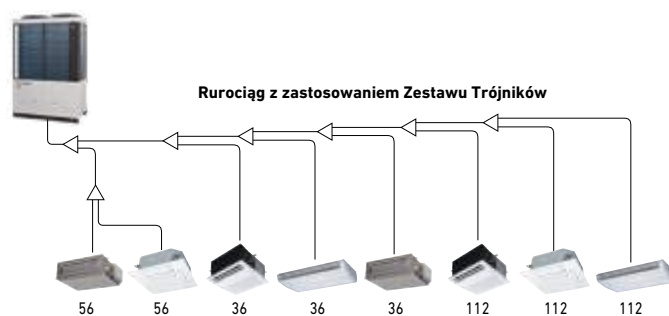 Rurociąg z zastosowaniem Zestawu Trójników
56 56 36 36 36 112 112 112